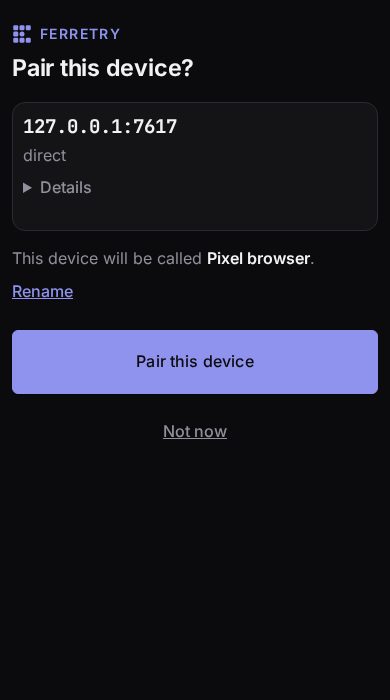 FERRETRY
Pair this device?
127.0.0.1:7617
direct
Details
This device will be called Pixel browser.
Rename
Pair this device
Not now